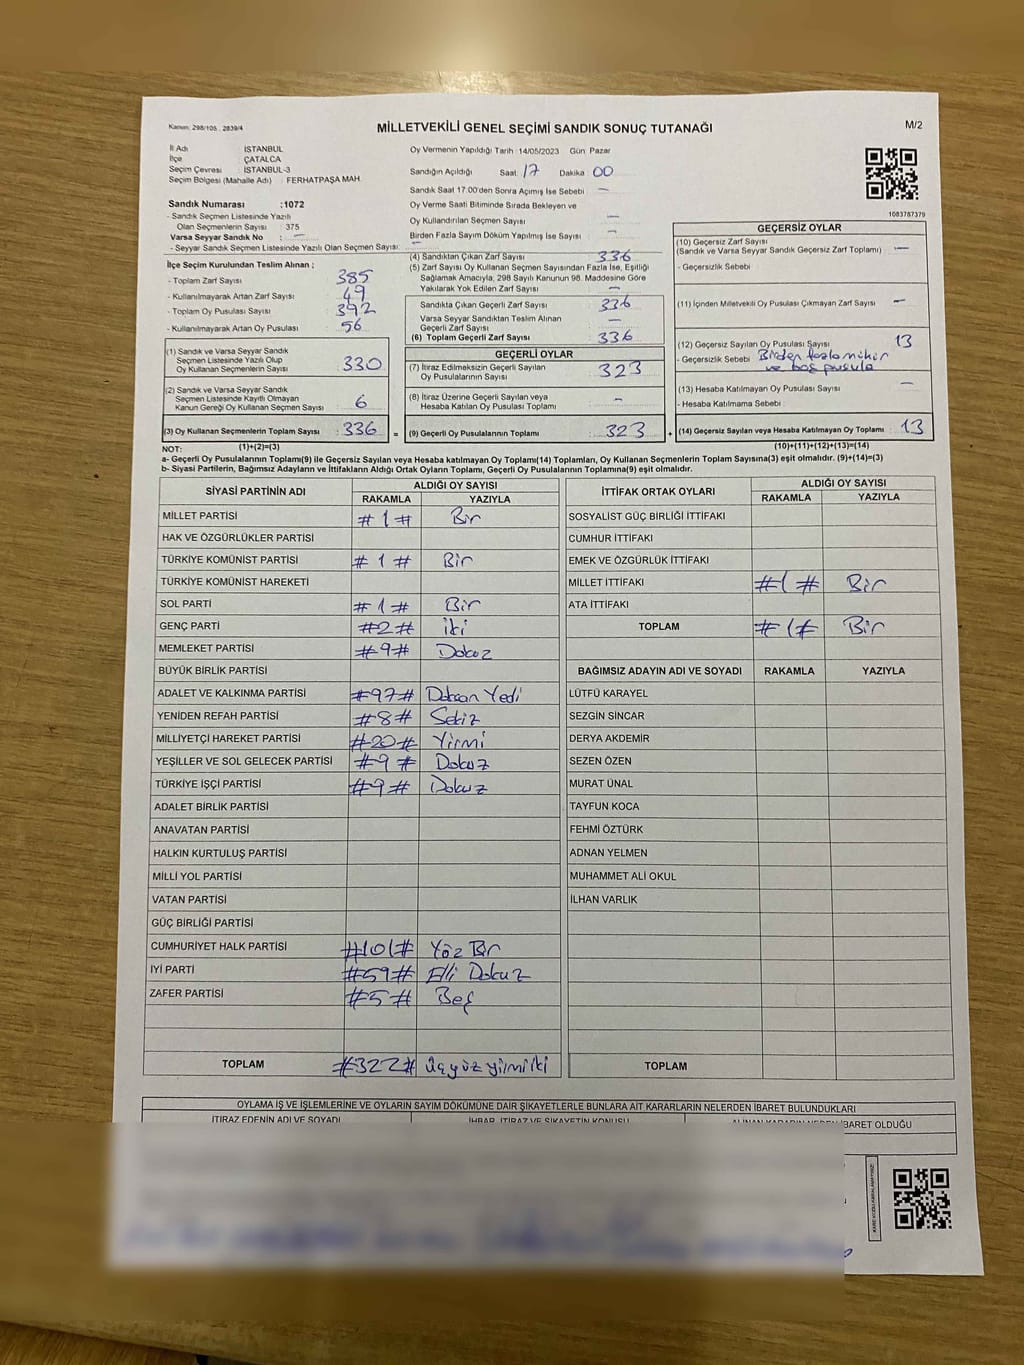 Kanun: 298/105 , 2839/4
MİLLETVEKİLİ GENEL SEÇİMİ SANDIK SONUÇ TUTANAĞI
M/2
İl Adı İSTANBUL
İlçe ÇATALCA
Seçim Çevresi İSTANBUL-3
Seçim Bölgesi (Mahalle Adı) : FERHATPAŞA MAH.
Oy Vermenin Yapıldığı Tarih :14/05/2023 Gün: Pazar
Sandığın Açıldığı Saat: 17 Dakika: 00
Sandık Saat 17.00'den Sonra Açımış İse Sebebi : —
Oy Verme Saati Bitiminde Sırada Bekleyen ve
Oy Kullandırılan Seçmen Sayısı : —
Birden Fazla Sayım Döküm Yapılmış İse Sayısı : —
1083787379
Sandık Numarası :1072
- Sandık Seçmen Listesinde Yazılı
Olan Seçmenlerin Sayısı : 375
Varsa Seyyar Sandık No : —
- Seyyar Sandık Seçmen Listesinde Yazılı Olan Seçmen Sayısı: —
İlçe Seçim Kurulundan Teslim Alınan ;
- Toplam Zarf Sayısı : 385
- Kullanılmayarak Artan Zarf Sayısı : 49
- Toplam Oy Pusulası Sayısı : 392
- Kullanılmayarak Artan Oy Pusulası : 56
(1) Sandık ve Varsa Seyyar Sandık
Seçmen Listesinde Yazılı Olup
Oy Kullanan Seçmenlerin Sayısı : 330
(2) Sandık ve Varsa Seyyar Sandık
Seçmen Listesinde Kayıtlı Olmayan
Kanun Gereği Oy Kullanan Seçmen Sayısı : 6
(3) Oy Kullanan Seçmenlerin Toplam Sayısı : 336
(1)+(2)=(3)
(4) Sandıktan Çıkan Zarf Sayısı : 336
(5) Zarf Sayısı Oy Kullanan Seçmen Sayısından Fazla İse, Eşitliği
Sağlamak Amacıyla; 298 Sayılı Kanunun 98. Maddesine Göre
Yakılarak Yok Edilen Zarf Sayısı : —
Sandıkta Çıkan Geçerli Zarf Sayısı : 336
Varsa Seyyar Sandıktan Teslim Alınan
Geçerli Zarf Sayısı : —
(6) Toplam Geçerli Zarf Sayısı : 336
GEÇERLİ OYLAR
(7) İtiraz Edilmeksizin Geçerli Sayılan
Oy Pusulalarının Sayısı : 323
(8) İtiraz Üzerine Geçerli Sayılan veya
Hesaba Katılan Oy Pusulası Toplamı : -
= (9) Geçerli Oy Pusulalarının Toplamı : 323
GEÇERSİZ OYLAR
(10) Geçersiz Zarf Sayısı
(Sandık ve Varsa Seyyar Sandık Geçersiz Zarf Toplamı) : —
- Geçersizlik Sebebi :
(11) İçinden Milletvekili Oy Pusulası Çıkmayan Zarf Sayısı : -
(12) Geçersiz Sayılan Oy Pusulası Sayısı : 13
- Geçersizlik Sebebi : Birden fazla mühür
ve boş pusula
(13) Hesaba Katılmayan Oy Pusulası Sayısı : —
- Hesaba Katılmama Sebebi :
+ (14) Geçersiz Sayılan veya Hesaba Katılmayan Oy Toplamı : 13
(10)+(11)+(12)+(13)=(14)
NOT:
a- Geçerli Oy Pusulalarının Toplamı(9) ile Geçersiz Sayılan veya Hesaba katılmayan Oy Toplamı(14) Toplamları, Oy Kullanan Seçmenlerin Toplam Sayısına(3) eşit olmalıdır. (9)+(14)=(3)
b- Siyasi Partilerin, Bağımsız Adayların ve İttifakların Aldığı Ortak Oyların Toplamı, Geçerli Oy Pusulalarının Toplamına(9) eşit olmalıdır.
SİYASİ PARTİNİN ADI ALDIĞI OY SAYISI
RAKAMLA YAZIYLA
MİLLET PARTİSİ #1# Bir
HAK VE ÖZGÜRLÜKLER PARTİSİ
TÜRKİYE KOMÜNİST PARTİSİ #1# Bir
TÜRKİYE KOMÜNİST HAREKETİ
SOL PARTİ #1# Bir
GENÇ PARTİ #2# iki
MEMLEKET PARTİSİ #9# Dokuz
BÜYÜK BİRLİK PARTİSİ
ADALET VE KALKINMA PARTİSİ #97# Doksan Yedi
YENİDEN REFAH PARTİSİ #8# Sekiz
MİLLİYETÇİ HAREKET PARTİSİ #20# Yirmi
YEŞİLLER VE SOL GELECEK PARTİSİ #9# Dokuz
TÜRKİYE İŞÇİ PARTİSİ #9# Dokuz
ADALET BİRLİK PARTİSİ
ANAVATAN PARTİSİ
HALKIN KURTULUŞ PARTİSİ
MİLLİ YOL PARTİSİ
VATAN PARTİSİ
GÜÇ BİRLİĞİ PARTİSİ
CUMHURİYET HALK PARTİSİ #101# Yüz Bir
İYİ PARTİ #59# Elli Dokuz
ZAFER PARTİSİ #5# Beş
TOPLAM #322# üçyüz yirmi iki
İTTİFAK ORTAK OYLARI ALDIĞI OY SAYISI
RAKAMLA YAZIYLA
SOSYALİST GÜÇ BİRLİĞİ İTTİFAKI
CUMHUR İTTİFAKI
EMEK VE ÖZGÜRLÜK İTTİFAKI
MİLLET İTTİFAKI #1# Bir
ATA İTTİFAKI
TOPLAM #1# Bir
BAĞIMSIZ ADAYIN ADI VE SOYADI RAKAMLA YAZIYLA
LÜTFÜ KARAYEL
SEZGİN SİNCAR
DERYA AKDEMİR
SEZEN ÖZEN
MURAT ÜNAL
TAYFUN KOCA
FEHMİ ÖZTÜRK
ADNAN YELMEN
MUHAMMET ALİ OKUL
İLHAN VARLIK
TOPLAM
OYLAMA İŞ VE İŞLEMLERİNE VE OYLARIN SAYIM DÖKÜMÜNE DAİR ŞİKAYETLERLE BUNLARA AİT KARARLARIN NELERDEN İBARET BULUNDUKLARI
İTİRAZ EDENİN ADI VE SOYADI İHBAR, İTİRAZ VE ŞİKAYETİN KONUSU ALINAN KARARIN NEDEN İBARET OLDUĞU